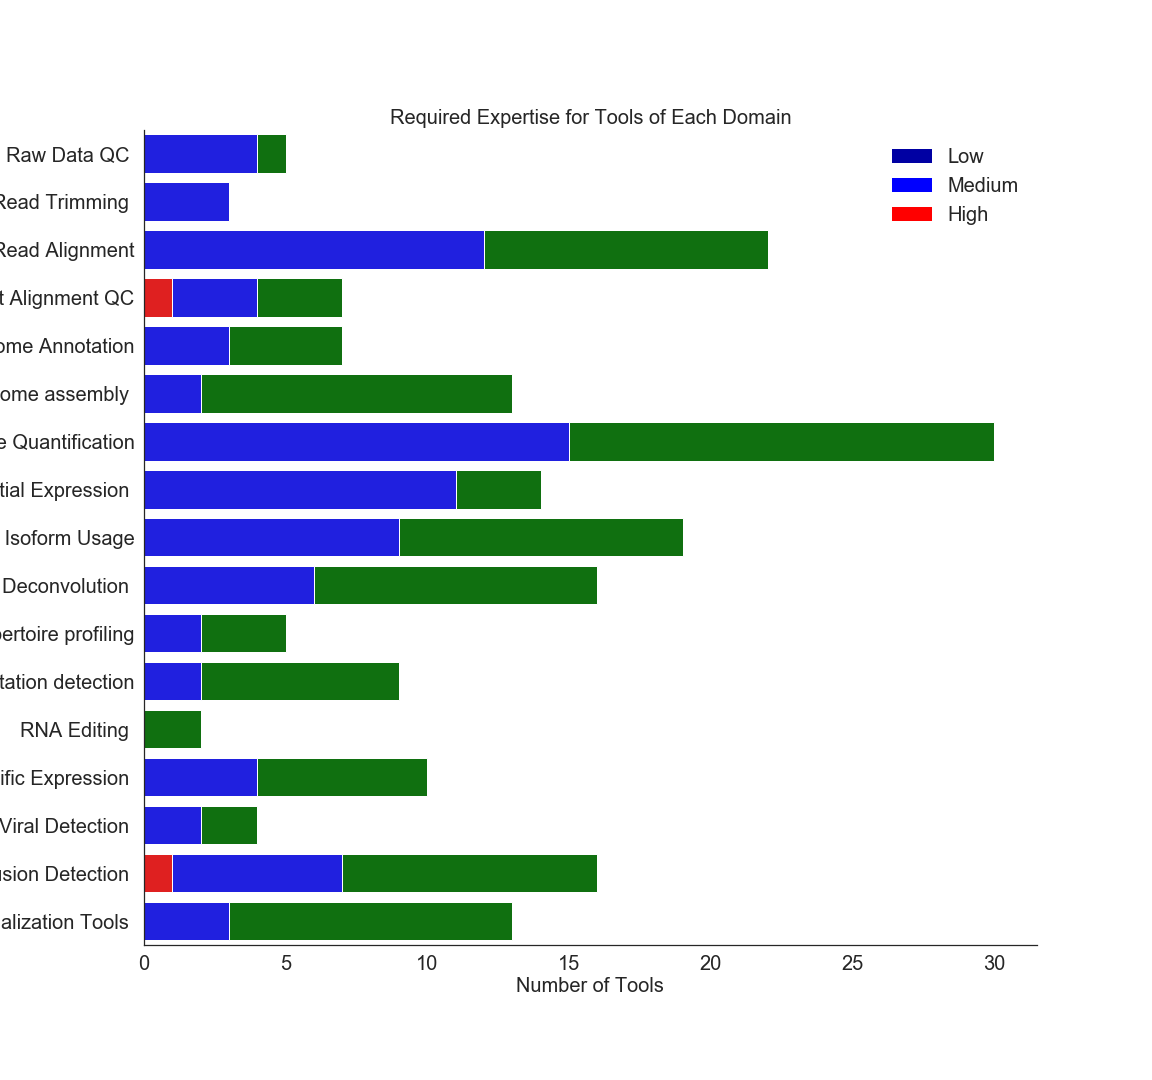 Required Expertise for Tools of Each Domain
Low
Medium
High
Raw Data QC
Read Trimming
Read Alignment
t Alignment QC
ome Annotation
ome assembly
e Quantification
tial Expression
Isoform Usage
Deconvolution
ertoire profiling
tation detection
RNA Editing
ific Expression
Viral Detection
usion Detection
alization Tools
0 5 10 15 20 25 30
Number of Tools